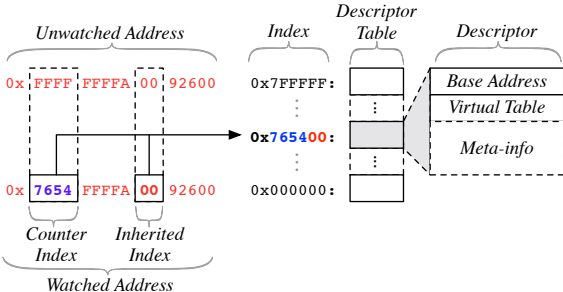 Unwatched Address
0x FFFF FFFFA 00 92600
0x 7654 FFFFA 00 92600
Counter Index
Inherited Index
Watched Address
Index
0x7FFFFF:
0x765400:
0x000000:
Descriptor
Table
Descriptor
Base Address
Virtual Table
Meta-info